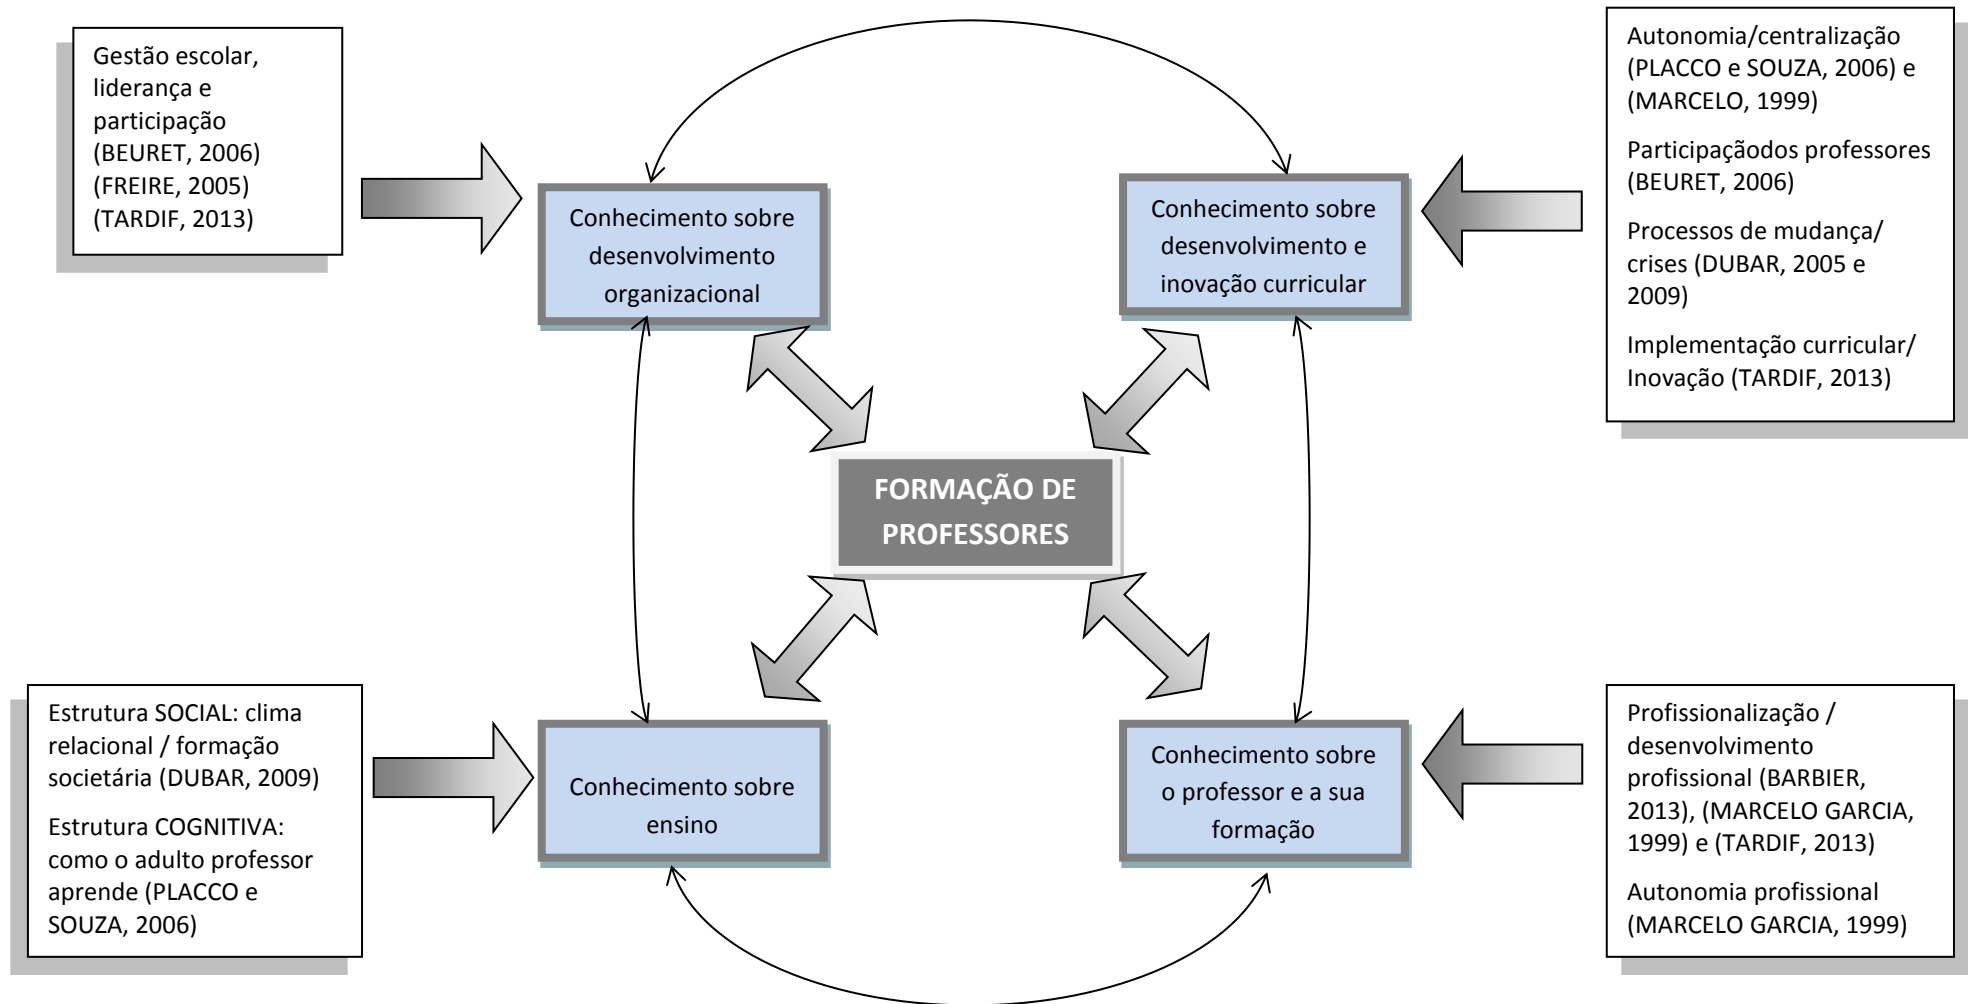 Gestão escolar,
liderança e
participação
(BEURET, 2006)
(FREIRE, 2005)
(TARDIF, 2013)
Conhecimento sobre
desenvolvimento
organizacional
Conhecimento sobre
desenvolvimento e
inovação curricular
Autonomia/centralização
(PLACCO e SOUZA, 2006) e
(MARCELO, 1999)
Participaçãodos professores
(BEURET, 2006)
Processos de mudança/
crises (DUBAR, 2005 e
2009)
Implementação curricular/
Inovação (TARDIF, 2013)
FORMAÇÃO DE
PROFESSORES
Estrutura SOCIAL: clima
relacional / formação
societária (DUBAR, 2009)
Estrutura COGNITIVA:
como o adulto professor
aprende (PLACCO e
SOUZA, 2006)
Conhecimento sobre
ensino
Conhecimento sobre
o professor e a sua
formação
Profissionalização /
desenvolvimento
profissional (BARBIER,
2013), (MARCELO GARCIA,
1999) e (TARDIF, 2013)
Autonomia profissional
(MARCELO GARCIA, 1999)